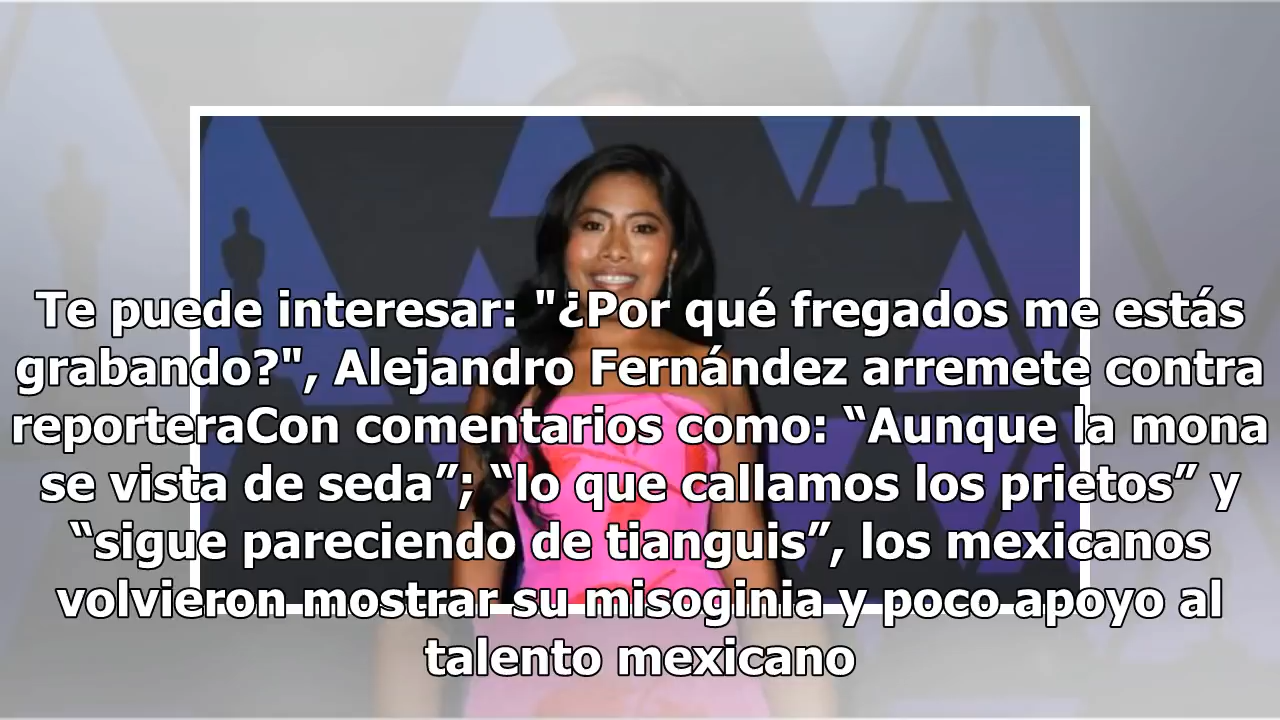 Te puede interesar: "¿Por qué fregados me estás
grabando?", Alejandro Fernández arremete contra
reporteraCon comentarios como: “Aunque la mona
se vista de seda”; “lo que callamos los prietos” y
“sigue pareciendo de tianguis”, los mexicanos
volvieron mostrar su misoginia y poco apoyo al
talento mexicano